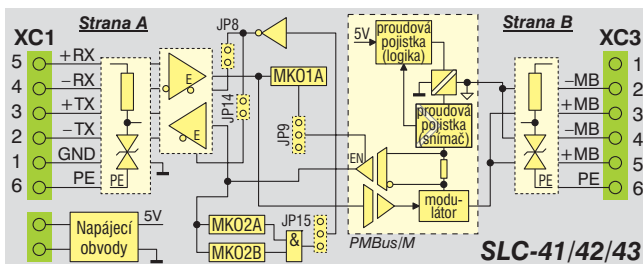 Strana A
Strana B
XC1
XC3
JP8
5 +RX
4 −RX
3 +TX
2 −TX
1 GND
6 PE
PE
E
E
JP14
MKO1A
JP9
5V
proudová
pojistka
(logika)
proudová
pojistka
(snímač)
EN
modu-
látor
PMBus/M
1
−MB 2
+MB 3
−MB 4
+MB 5
PE 6
PE
Napájecí
obvody
5V
MKO2A
MKO2B
&
JP15
SLC-41/42/43